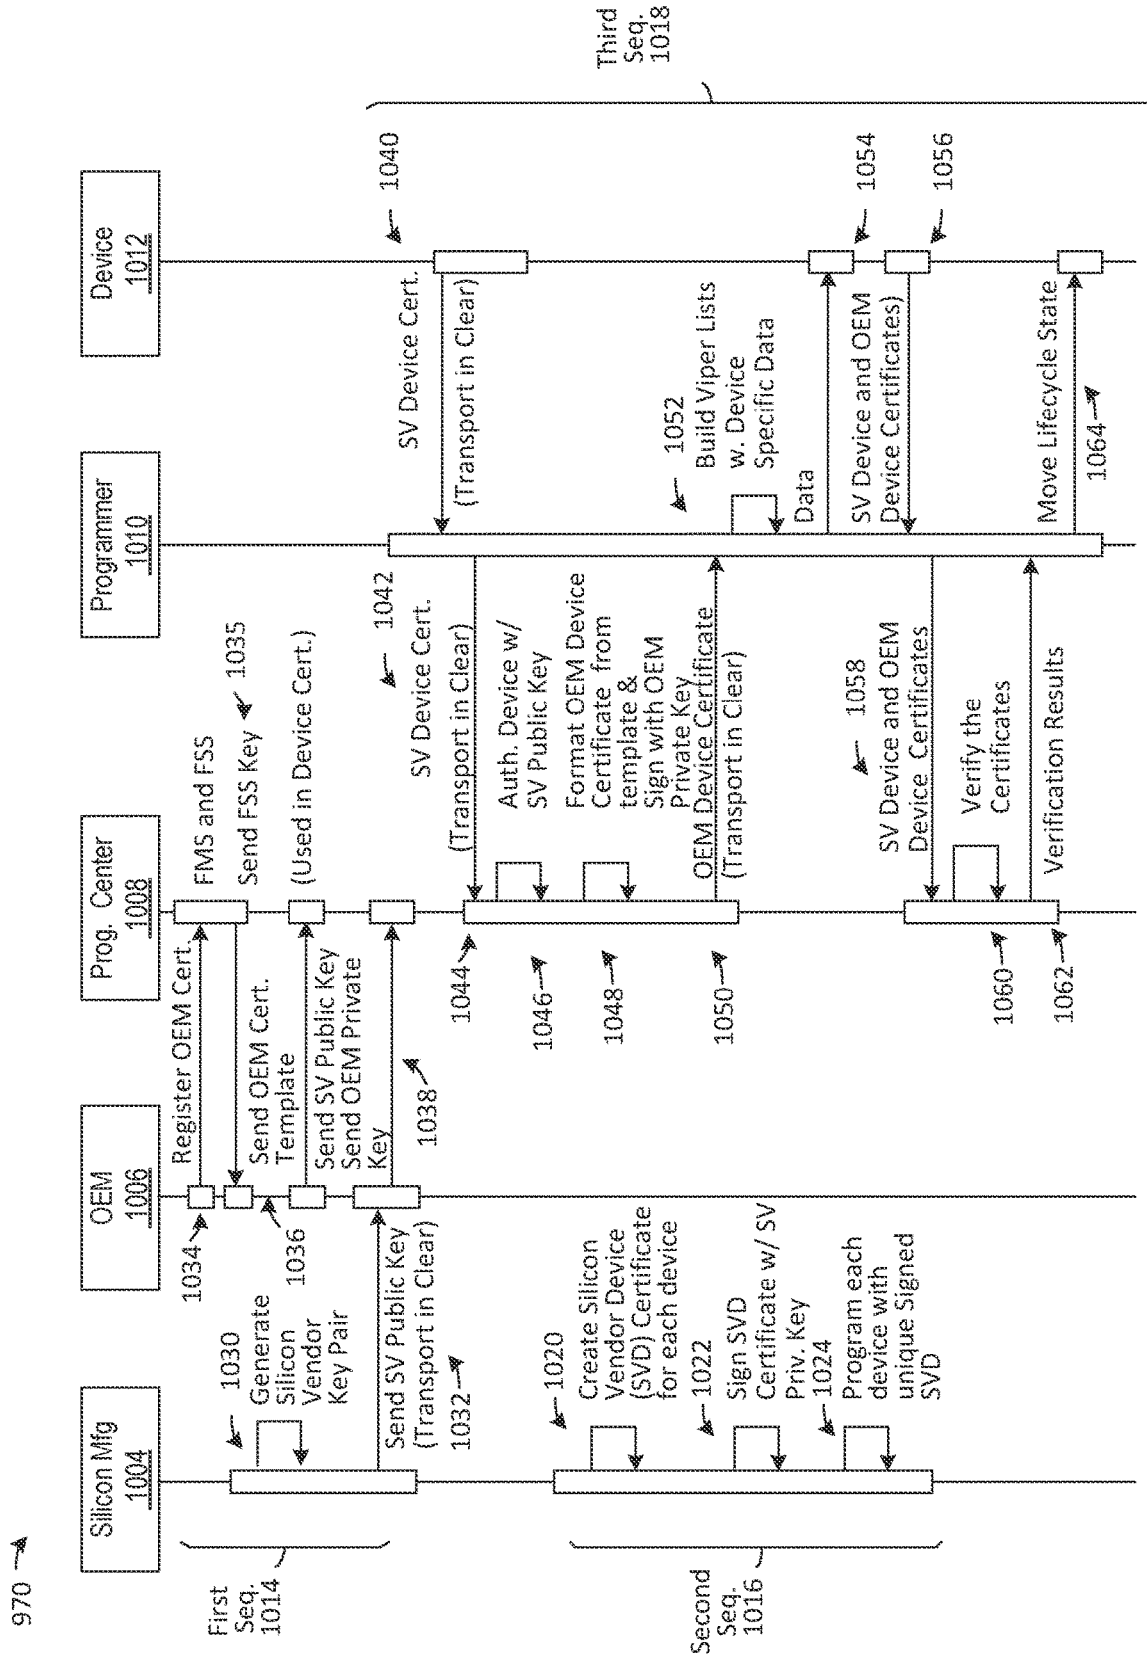 970
Silicon Mfg
1004
OEM
1006
Prog. Center
1008
Programmer
1010
Device
1012
First
Seq.
1014
Second
Seq.
1016
Third
Seq.
1018
1030
Generate
Silicon
Vendor
Key Pair
Send SV Public Key
(Transport in Clear)
1032
1020
Create Silicon
Vendor Device
(SVD) Certificate
for each device
1022
Sign SVD
Certificate w/ SV
Priv. Key
1024
Program each
device with
unique Signed
SVD
1034
1036
Register OEM Cert.
Send OEM Cert.
Template
Send SV Public Key
Send OEM Private
Key
1038
FMS and FSS
Send FSS Key
1035
(Used in Device Cert.)
1042
SV Device Cert.
(Transport in Clear)
1044
Auth. Device w/
SV Public Key
1046
Format OEM Device
Certificate from
template &
Sign with OEM
Private Key
1048
OEM Device Certificate
(Transport in Clear)
1050
1058
SV Device and OEM
Device Certificates
Verify the
Certificates
1060
1062
Verification Results
1040
SV Device Cert.
(Transport in Clear)
1052
Build Viper Lists
w. Device
Specific Data
Data
1054
SV Device and OEM
Device Certificates)
1056
Move Lifecycle State
1064